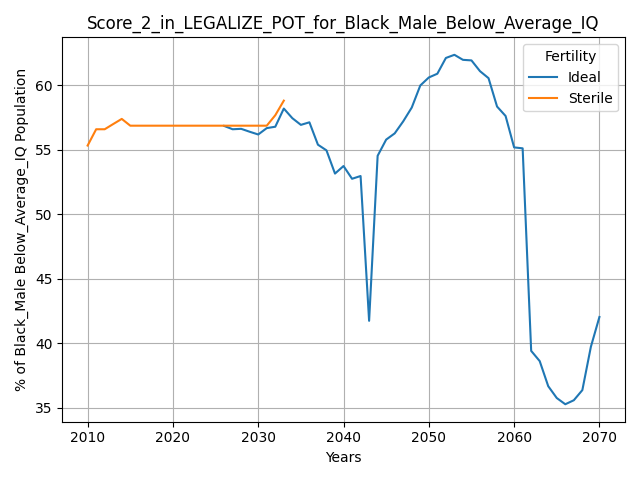 Score_2_in_LEGALIZE_POT_for_Black_Male_Below_Average_IQ
Fertility
Ideal
Sterile
% of Black_Male Below_Average_IQ Population
60
55
50
45
40
35
2010 2020 2030 2040 2050 2060 2070
Years